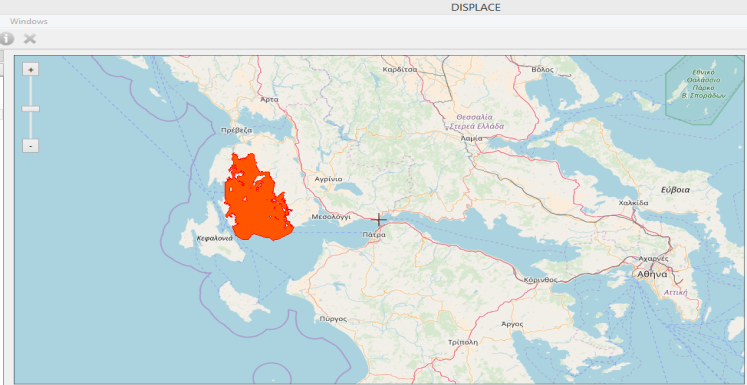 DISPLACE
Windows
+
-
Καρδίτσα
Βόλος
Εθνικό
Θαλάσσιο
Πάρκο
Β. Σποράδων
Άρτα
Θεσσαλία
Στερεά Ελλάδα
Πρέβεζα
Λαμία
Αγρίνιο
Εύβοια
Μεσολόγγι
Χαλκίδα
Πάτρα
Κεφαλονιά
Αχαρνές
Αθήνα
Κόρινθος
Αττική
Πύργος
Άργος
Τρίπολη